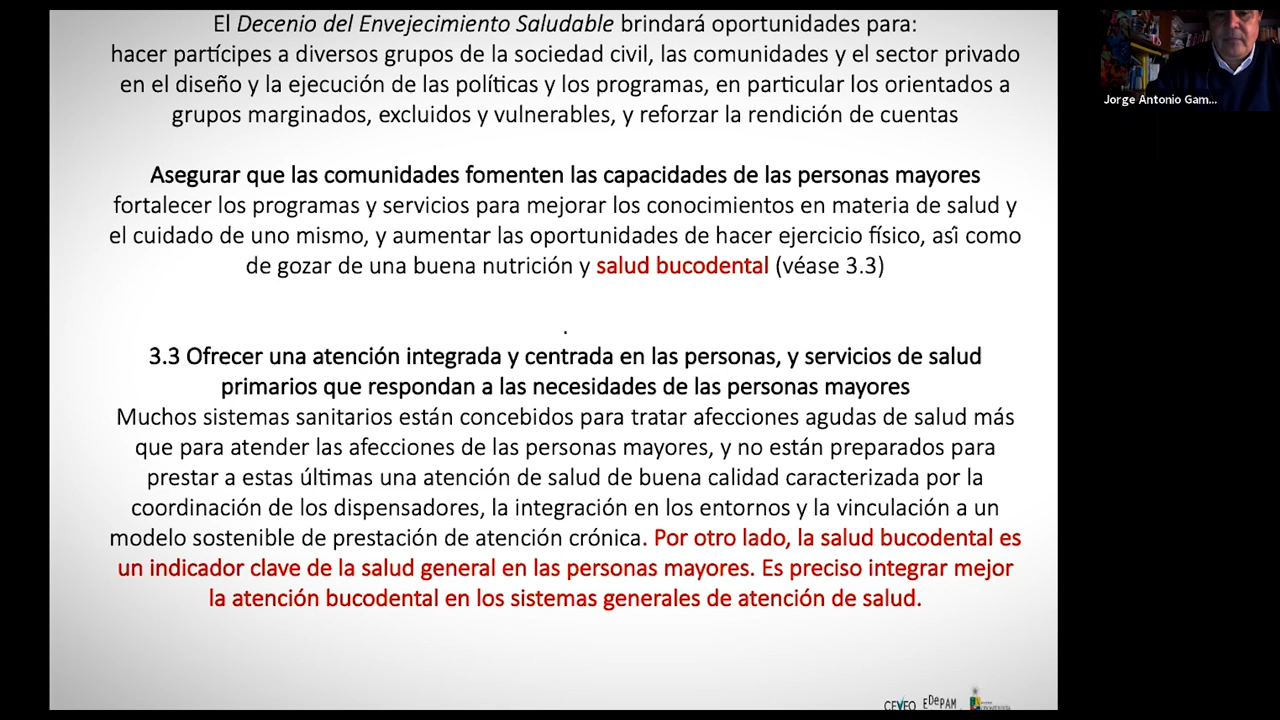 El Decenio del Envejecimiento Saludable brindará oportunidades para:
hacer partícipes a diversos grupos de la sociedad civil, las comunidades y el sector privado
en el diseño y la ejecución de las políticas y los programas, en particular los orientados a
grupos marginados, excluidos y vulnerables, y reforzar la rendición de cuentas
Asegurar que las comunidades fomenten las capacidades de las personas mayores
fortalecer los programas y servicios para mejorar los conocimientos en materia de salud y
el cuidado de uno mismo, y aumentar las oportunidades de hacer ejercicio físico, así como
de gozar de una buena nutrición y salud bucodental (véase 3.3)
.
3.3 Ofrecer una atención integrada y centrada en las personas, y servicios de salud
primarios que respondan a las necesidades de las personas mayores
Muchos sistemas sanitarios están concebidos para tratar afecciones agudas de salud más
que para atender las afecciones de las personas mayores, y no están preparados para
prestar a estas últimas una atención de salud de buena calidad caracterizada por la
coordinación de los dispensadores, la integración en los entornos y la vinculación a un
modelo sostenible de prestación de atención crónica. Por otro lado, la salud bucodental es
un indicador clave de la salud general en las personas mayores. Es preciso integrar mejor
la atención bucodental en los sistemas generales de atención de salud.
CEVEO EDePAM
Jorge Antonio Gam...